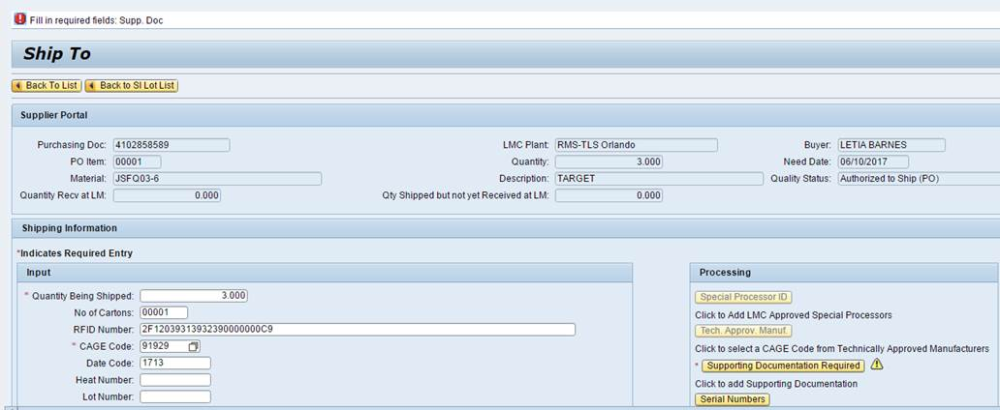 Fill in required fields: Supp. Doc
Ship To
Back To List Back to SI Lot List
Supplier Portal
Purchasing Doc: 4102858589 LMC Plant: RMS-TLS Orlando Buyer: LETIA BARNES
PO Item: 00001 Quantity: 3.000 Need Date: 06/10/2017
Material: JSFQ03-6 Description: TARGET Quality Status: Authorized to Ship (PO)
Quantity Recv at LM: 0.000 Qty Shipped but not yet Received at LM: 0.000
Shipping Information
*Indicates Required Entry
Input
* Quantity Being Shipped: 3.000
No of Cartons: 00001
RFID Number: 2F12039313932390000000C9
* CAGE Code: 91929
Date Code: 1713
Heat Number:
Lot Number:
Processing
Special Processor ID
Click to Add LMC Approved Special Processors
Tech. Approv. Manuf.
Click to select a CAGE Code from Technically Approved Manufacturers
* Supporting Documentation Required
Click to add Supporting Documentation
Serial Numbers